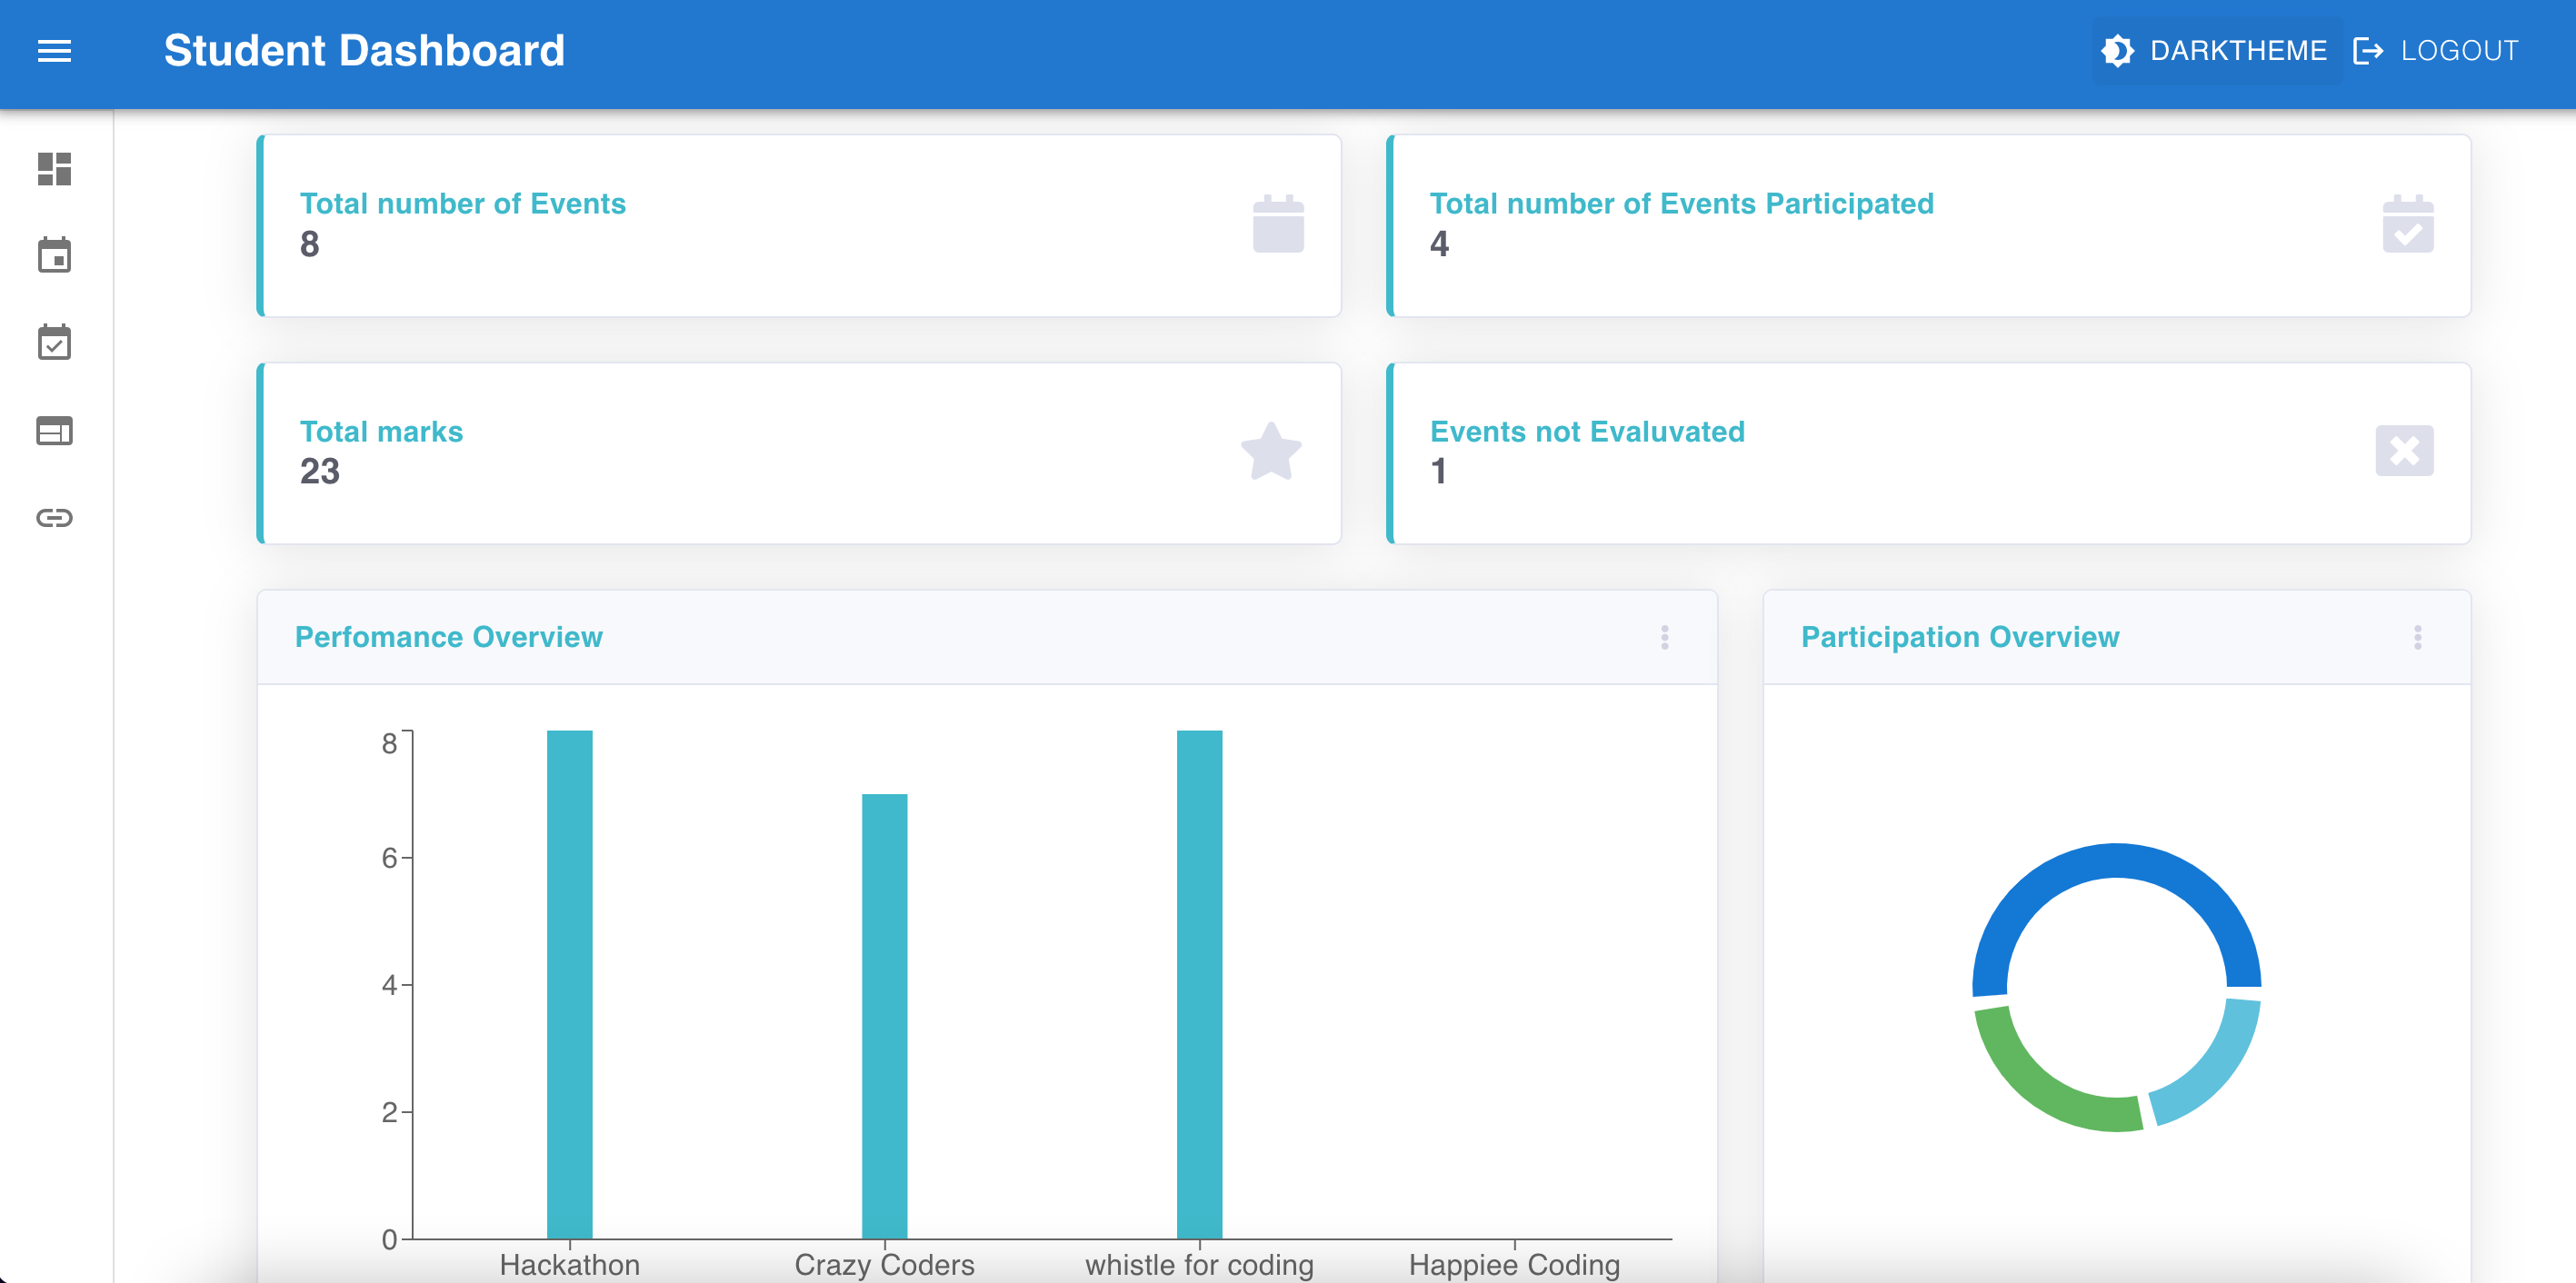 Student Dashboard
DARKTHEME
LOGOUT
Total number of Events
8
Total number of Events Participated
4
Total marks
23
Events not Evaluvated
1
Perfomance Overview
Participation Overview
8
6
4
2
0
Hackathon
Crazy Coders
whistle for coding
Happiee Coding